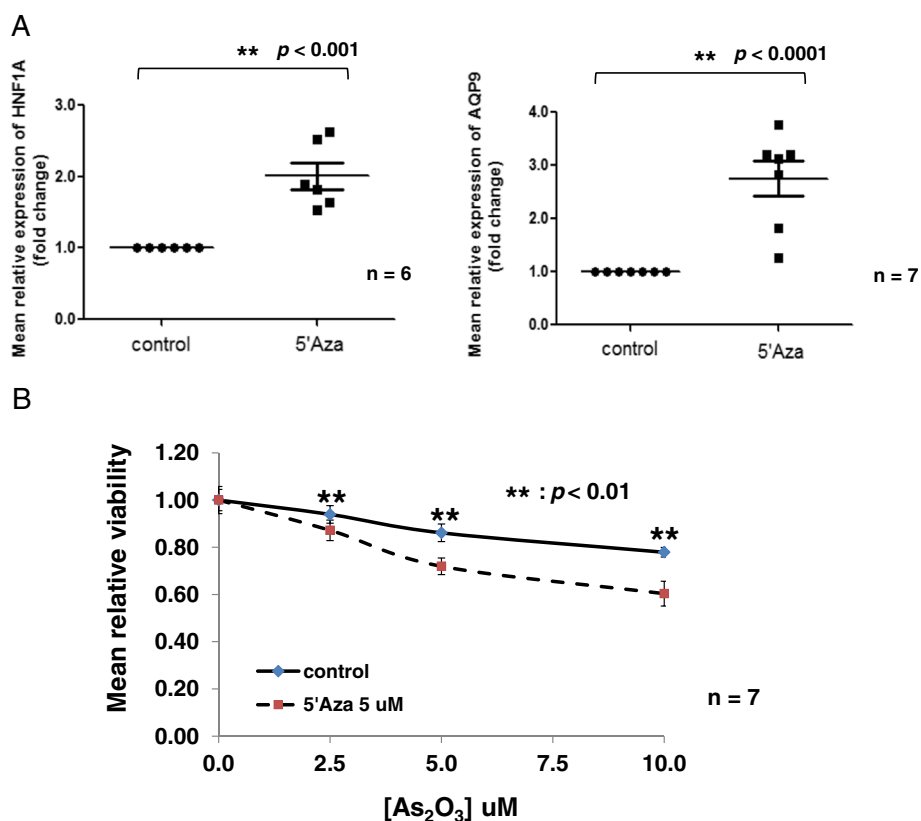 A
** p < 0.001
Mean relative expression of HNF1A
(fold change)
3.0
2.0
1.0
0.0
n = 6
control
5'Aza
** p < 0.0001
Mean relative expression of AQP9
(fold change)
4.0
3.0
2.0
1.0
0.0
n = 7
control
5'Aza
B
Mean relative viability
1.20
1.00
0.80
0.60
0.40
0.20
0.00
** : p < 0.01
**
**
**
control
5'Aza 5 uM
n = 7
0.0
2.5
5.0
7.5
10.0
[As₂O₃] uM